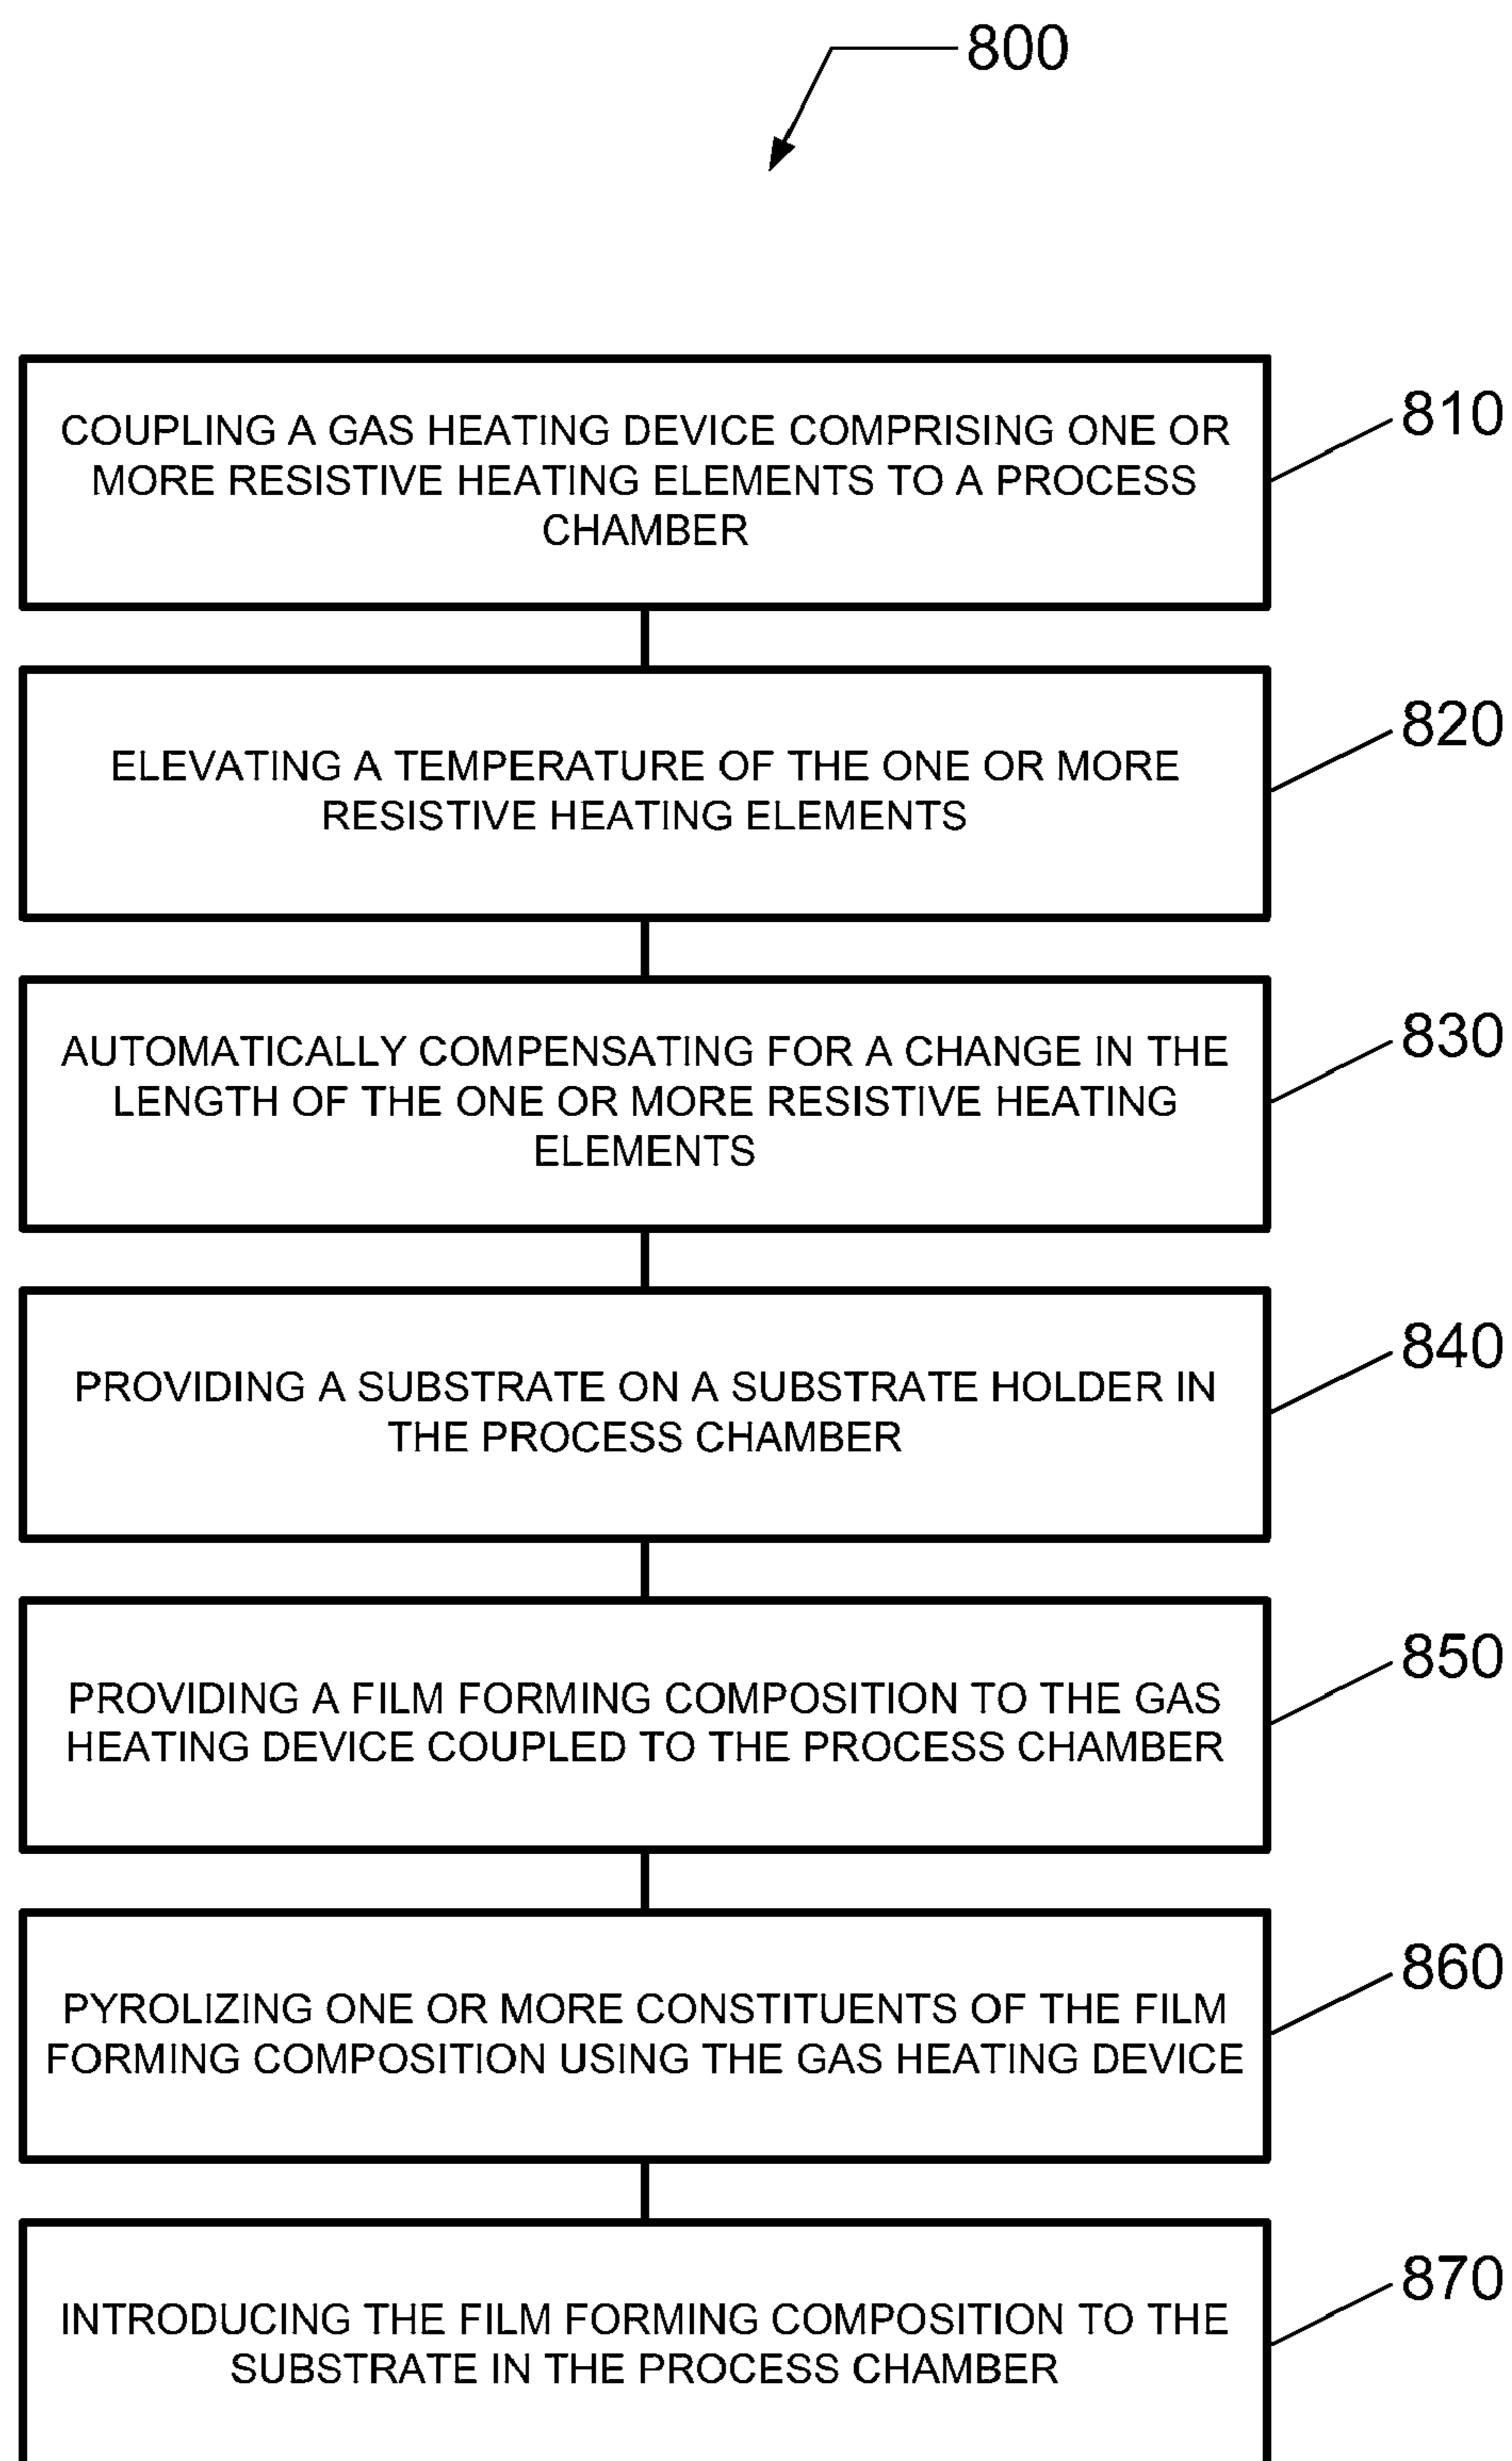 800
COUPLING A GAS HEATING DEVICE COMPRISING ONE OR
MORE RESISTIVE HEATING ELEMENTS TO A PROCESS
CHAMBER
810
ELEVATING A TEMPERATURE OF THE ONE OR MORE
RESISTIVE HEATING ELEMENTS
820
AUTOMATICALLY COMPENSATING FOR A CHANGE IN THE
LENGTH OF THE ONE OR MORE RESISTIVE HEATING
ELEMENTS
830
PROVIDING A SUBSTRATE ON A SUBSTRATE HOLDER IN
THE PROCESS CHAMBER
840
PROVIDING A FILM FORMING COMPOSITION TO THE GAS
HEATING DEVICE COUPLED TO THE PROCESS CHAMBER
850
PYROLIZING ONE OR MORE CONSTITUENTS OF THE FILM
FORMING COMPOSITION USING THE GAS HEATING DEVICE
860
INTRODUCING THE FILM FORMING COMPOSITION TO THE
SUBSTRATE IN THE PROCESS CHAMBER
870